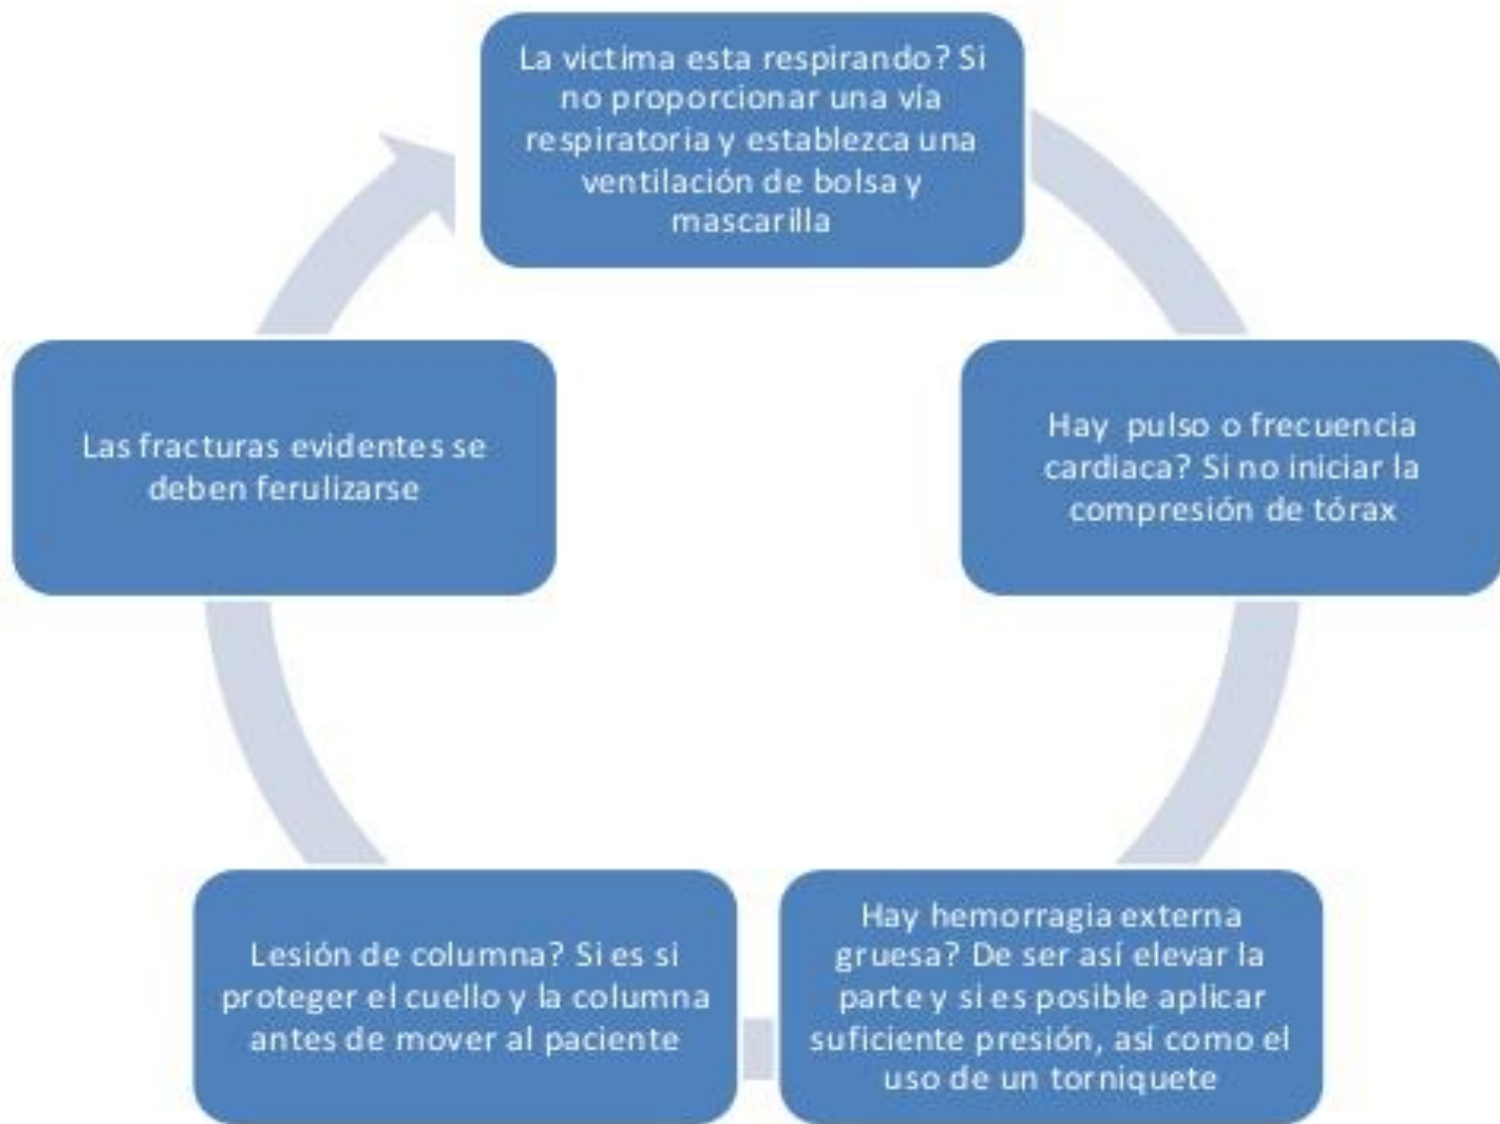 La victima esta respirando? Si
no proporcionar una vía
respiratoria y establezca una
ventilación de bolsa y
mascarilla
Hay pulso o frecuencia
cardiaca? Si no iniciar la
compresión de tórax
Hay hemorragia externa
gruesa? De ser así elevar la
parte y si es posible aplicar
suficiente presión, así como el
uso de un torniquete
Lesión de columna? Si es si
proteger el cuello y la columna
antes de mover al paciente
Las fracturas evidentes se
deben ferulizarse